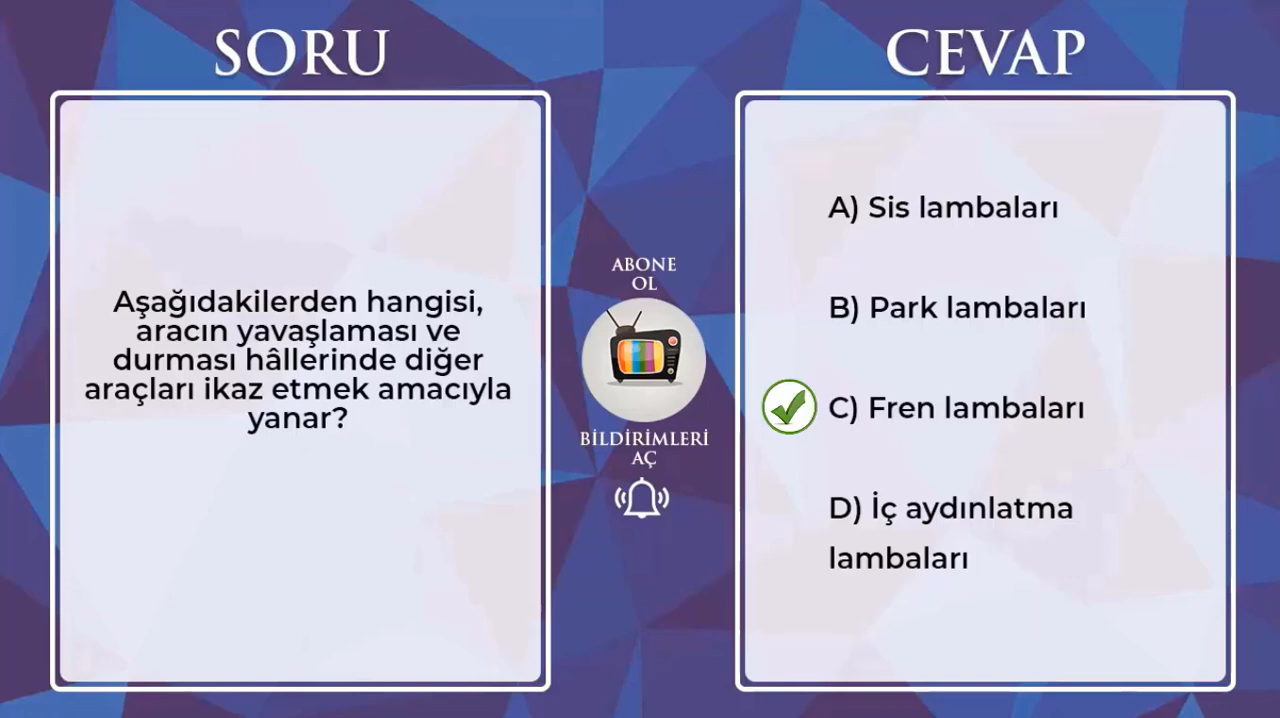 SORU
Aşağıdakilerden hangisi,
aracın yavaşlaması ve
durması hâllerinde diğer
araçları ikaz etmek amacıyla
yanar?
ABONE
OL
BİLDİRİMLERİ
AÇ
CEVAP
A) Sis lambaları
B) Park lambaları
C) Fren lambaları
D) İç aydınlatma
lambaları